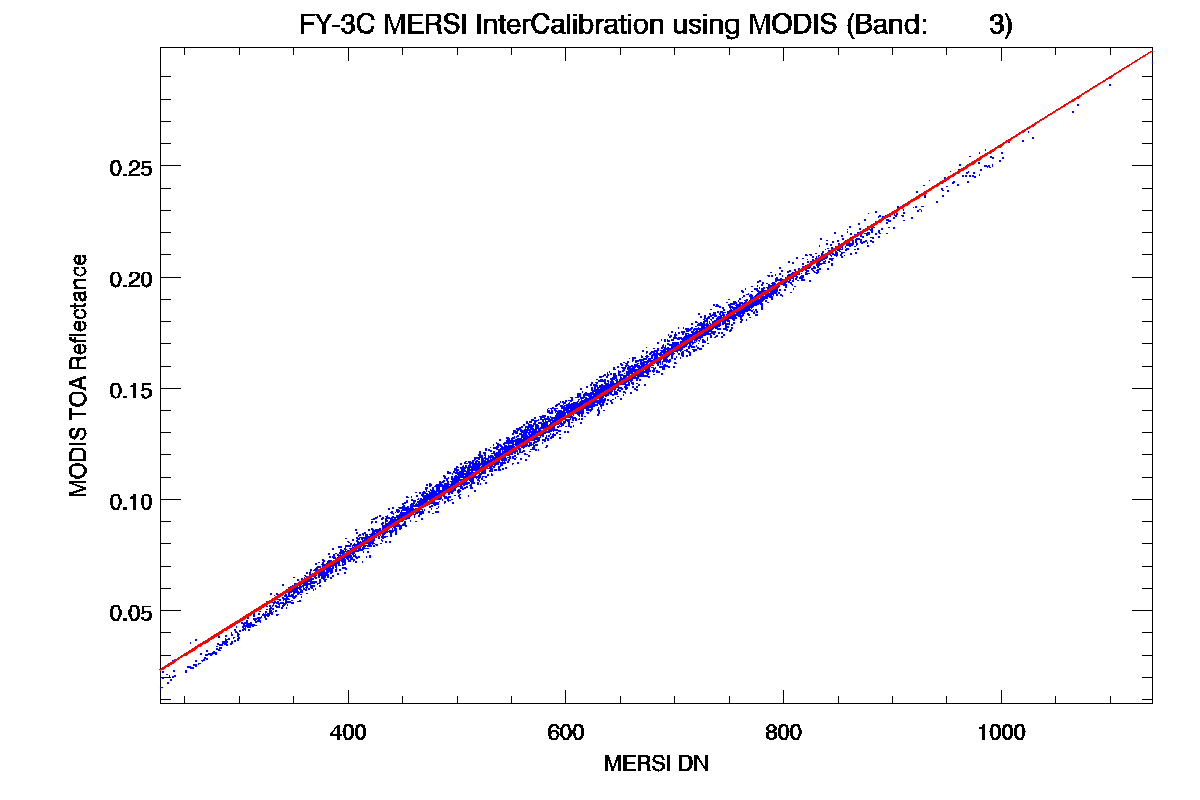 FY-3C MERSI InterCalibration using MODIS (Band: 3)
0.25
0.20
0.15
0.10
0.05
MODIS TOA Reflectance
400 600 800 1000
MERSI DN